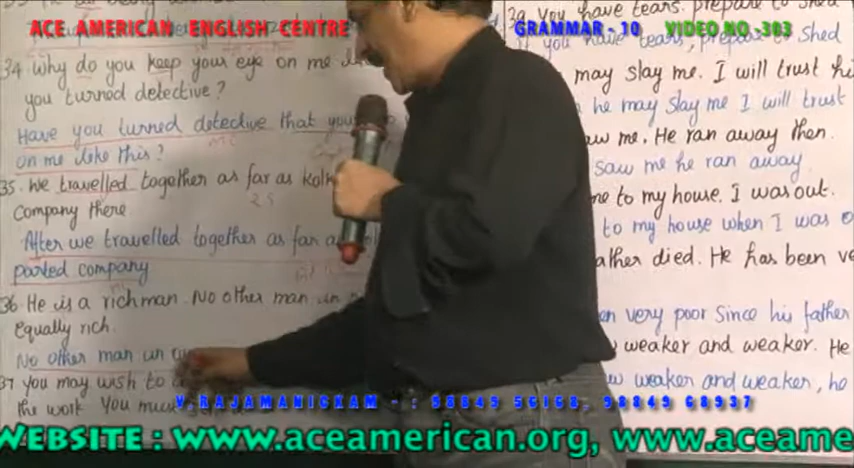 ACE AMERICAN ENGLISH CENTRE
GRAMMAR - 10
VIDEO NO -303
34 Why do you keep your eye on me
you turned detective?
Have you turned detective that
on me like this?
35. We travelled together as far as
Company there
After we travelled together as far
parted company
36 He is a rich man. No other man in
equally rich.
No other man in
37 You may wish to
the work You
39 You have tears. prepare to shed
you have tears, prepare to shed
may slay me. I will trust
he may slay me I will trust
me. He ran away then.
saw me he ran away
to my house. I was out.
to my house when I was
died. He has been
very poor since his father
weaker and weaker. He
weaker and weaker, he
V.RAJAMANICKAM - 98849 56168, 98849 68937
WEBSITE: www.aceamerican.org/, www.aceame